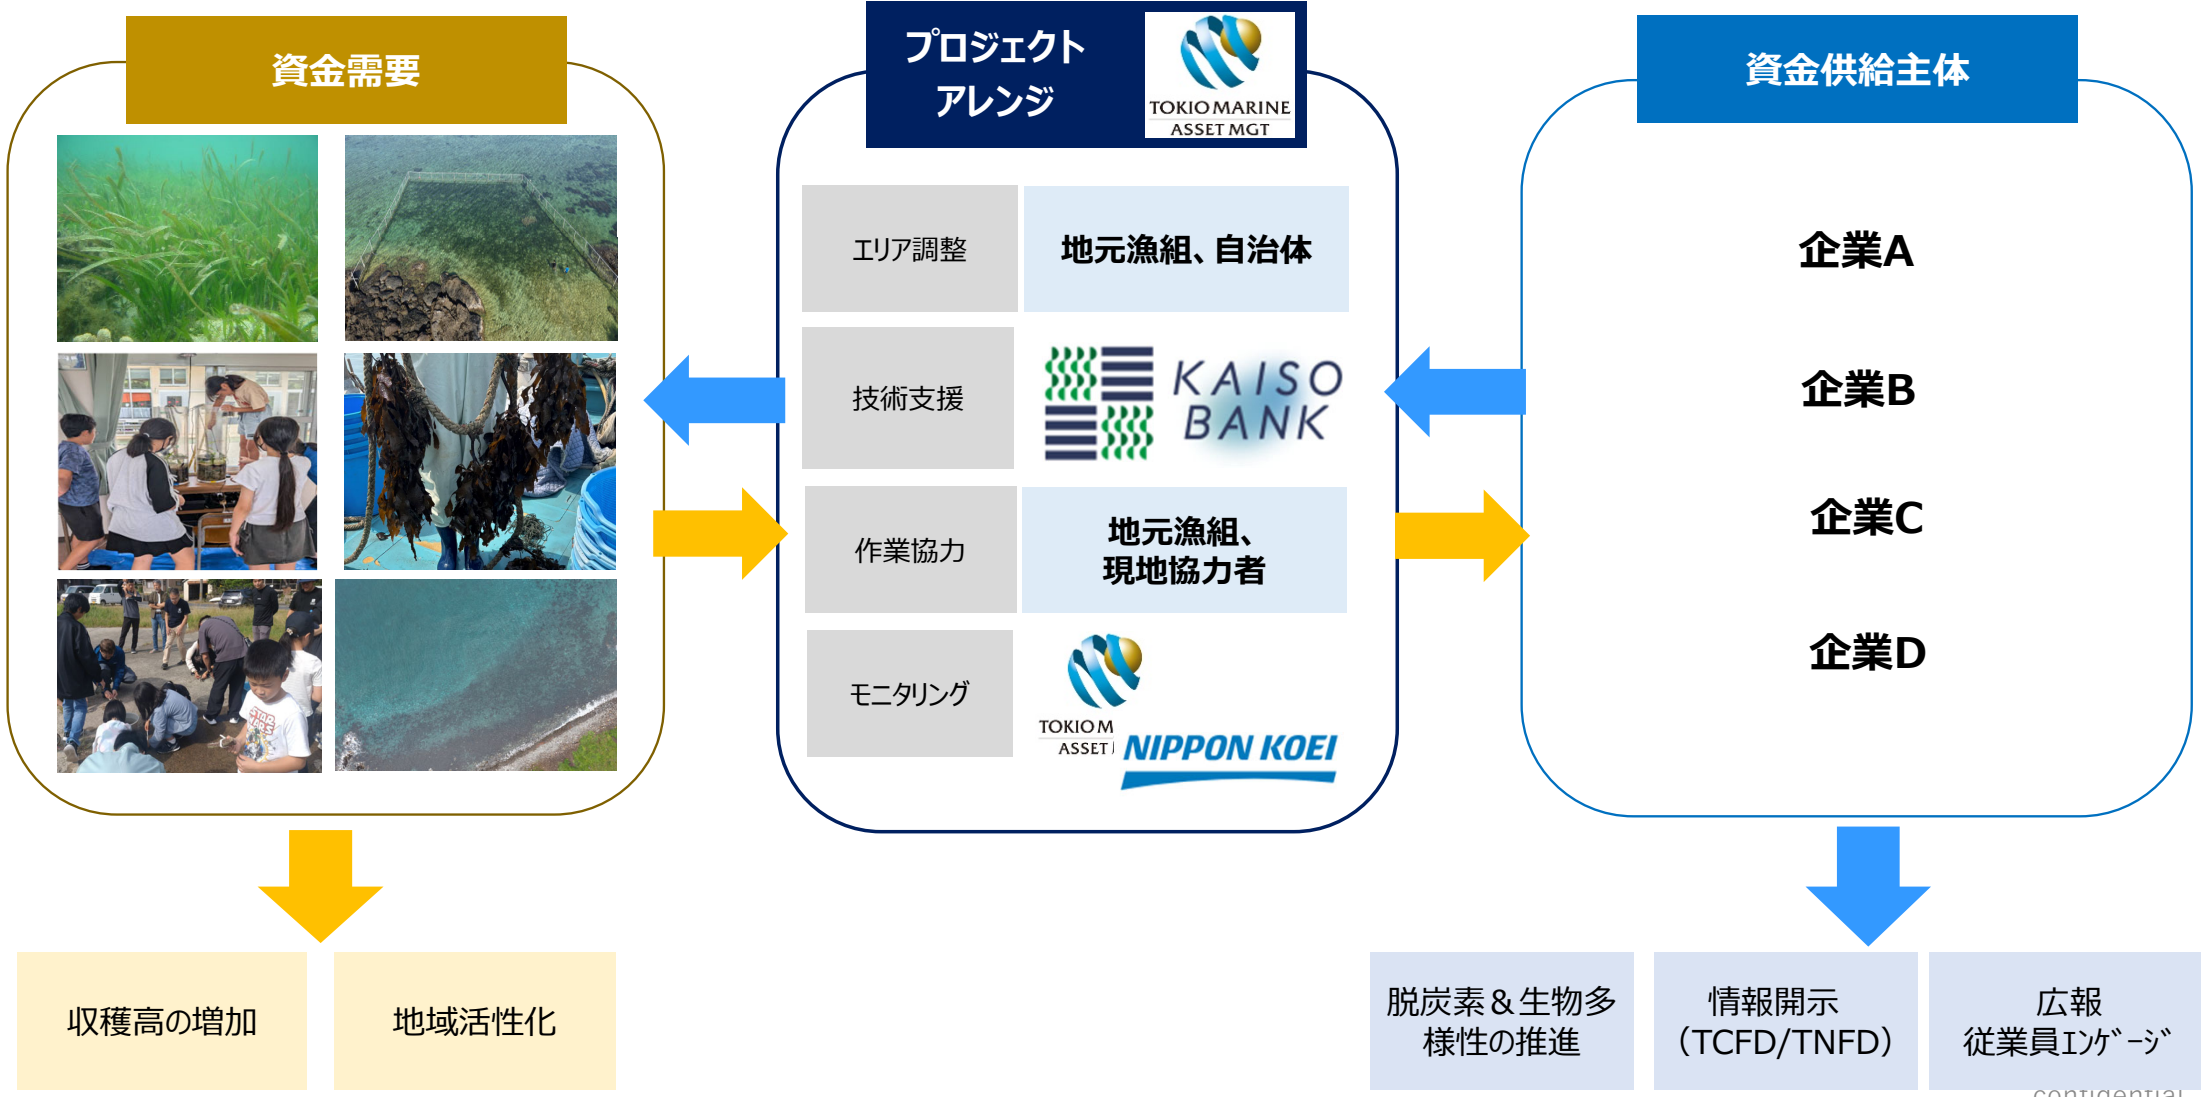 資金需要
プロジェクト
アレンジ
TOKIO MARINE
ASSET MGT
資金供給主体
エリア調整
地元漁組、自治体
技術支援
KAISO
BANK
作業協力
地元漁組、
現地協力者
モニタリング
TOKIO M
ASSET
NIPPON KOEI
企業A
企業B
企業C
企業D
収穫高の増加
地域活性化
脱炭素＆生物多
様性の推進
情報開示
（TCFD/TNFD）
広報
従業員ｴﾝｹﾞｰｼﾞ
confidential